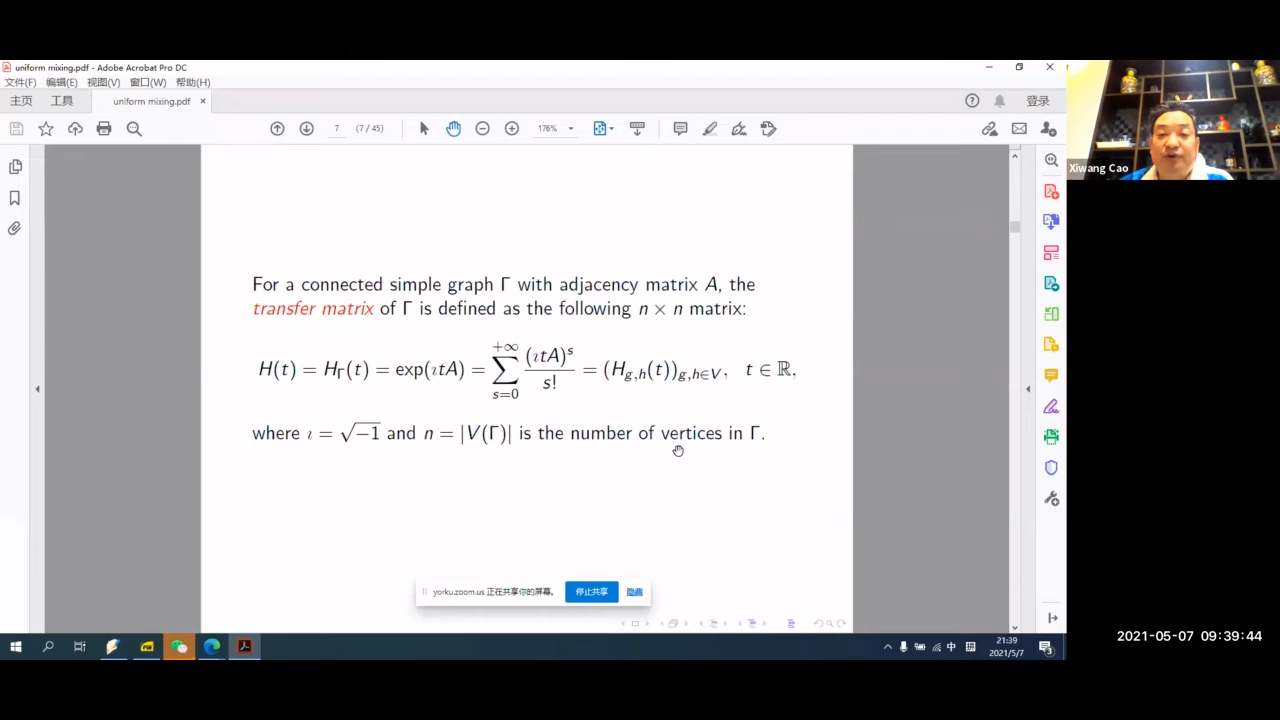 uniform mixing.pdf - Adobe Acrobat Pro DC
文件(F) 编辑(E) 视图(V) 窗口(W) 帮助(H)
主页 工具 uniform mixing.pdf × 登录
7 (7 / 45) 176%
Xiwang Cao
For a connected simple graph Γ with adjacency matrix A, the
transfer matrix of Γ is defined as the following n × n matrix:
H(t) = H_Γ(t) = exp(ıtA) = ∑_{s=0}^{+∞} (ıtA)^s / s! = (H_{g,h}(t))_{g,h∈V}, t ∈ ℝ,
where ı = √−1 and n = |V(Γ)| is the number of vertices in Γ.
yorku.zoom.us 正在共享你的屏幕。 停止共享 隐藏
中 拼 21:39
2021/5/7 3
2021-05-07 09:39:44